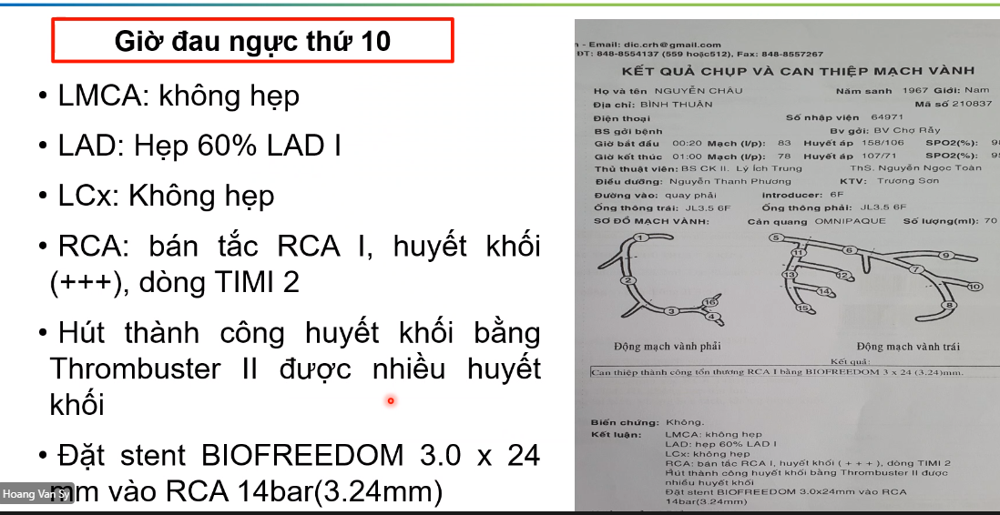 Giờ đau ngực thứ 10
• LMCA: không hẹp
• LAD: Hẹp 60% LAD I
• LCx: Không hẹp
• RCA: bán tắc RCA I, huyết khối
(+++), dòng TIMI 2
• Hút thành công huyết khối bằng
Thrombuster II được nhiều huyết
khối
• Đặt stent BIOFREEDOM 3.0 x 24
mm vào RCA 14bar(3.24mm)
Hoang Van Sy
- Email: dic.crh@gmail.com
ĐT: 848-8554137 (559 hoặc512), Fax: 848-8557267
KẾT QUẢ CHỤP VÀ CAN THIỆP MẠCH VÀNH
Họ và tên NGUYỄN CHÂU Năm sanh 1967 Giới: Nam
Địa chỉ: BÌNH THUẬN Mã số 210837
Điện thoại Số nhập viện 64971
BS gởi bệnh Bv gởi: BV Chợ Rẫy
Giờ bắt đầu 00:20 Mạch (l/p): 83 Huyết áp 158/106 SPO2(%):
Giờ kết thúc 01:00 Mạch (l/p): 78 Huyết áp 107/71 SPO2(%):
Thủ thuật viên: BS CK II. Lý Ích Trung ThS. Nguyễn Ngọc Toàn
Điều dưỡng: Nguyễn Thanh Phương KTV: Trương Sơn
Đường vào: quay phải introducer: 6F
Ống thông trái: JL3.5 6F Ống thông phải: JL3.5 6F
SƠ ĐỒ MẠCH VÀNH: Cản quang OMNIPAQUE Số lượng(ml): 70
1
2
3
16
4
5
6
9
11
7
13
12
10
14
15
8
Động mạch vành phải Động mạch vành trái
Kết quả:
Can thiệp thành công tổn thương RCA I bằng BIOFREEDOM 3 x 24 (3.24)mm.
Biến chứng: Không.
Kết luận: LMCA: không hẹp
LAD: hẹp 60% LAD I
LCx: không hẹp
RCA: bán tắc RCA I, huyết khối ( + + + ), dòng TIMI 2
Hút thành công huyết khối bằng Thrombuster II được
nhiều huyết khối
Đặt stent BIOFREEDOM 3.0x24mm vào RCA
14bar(3.24mm)